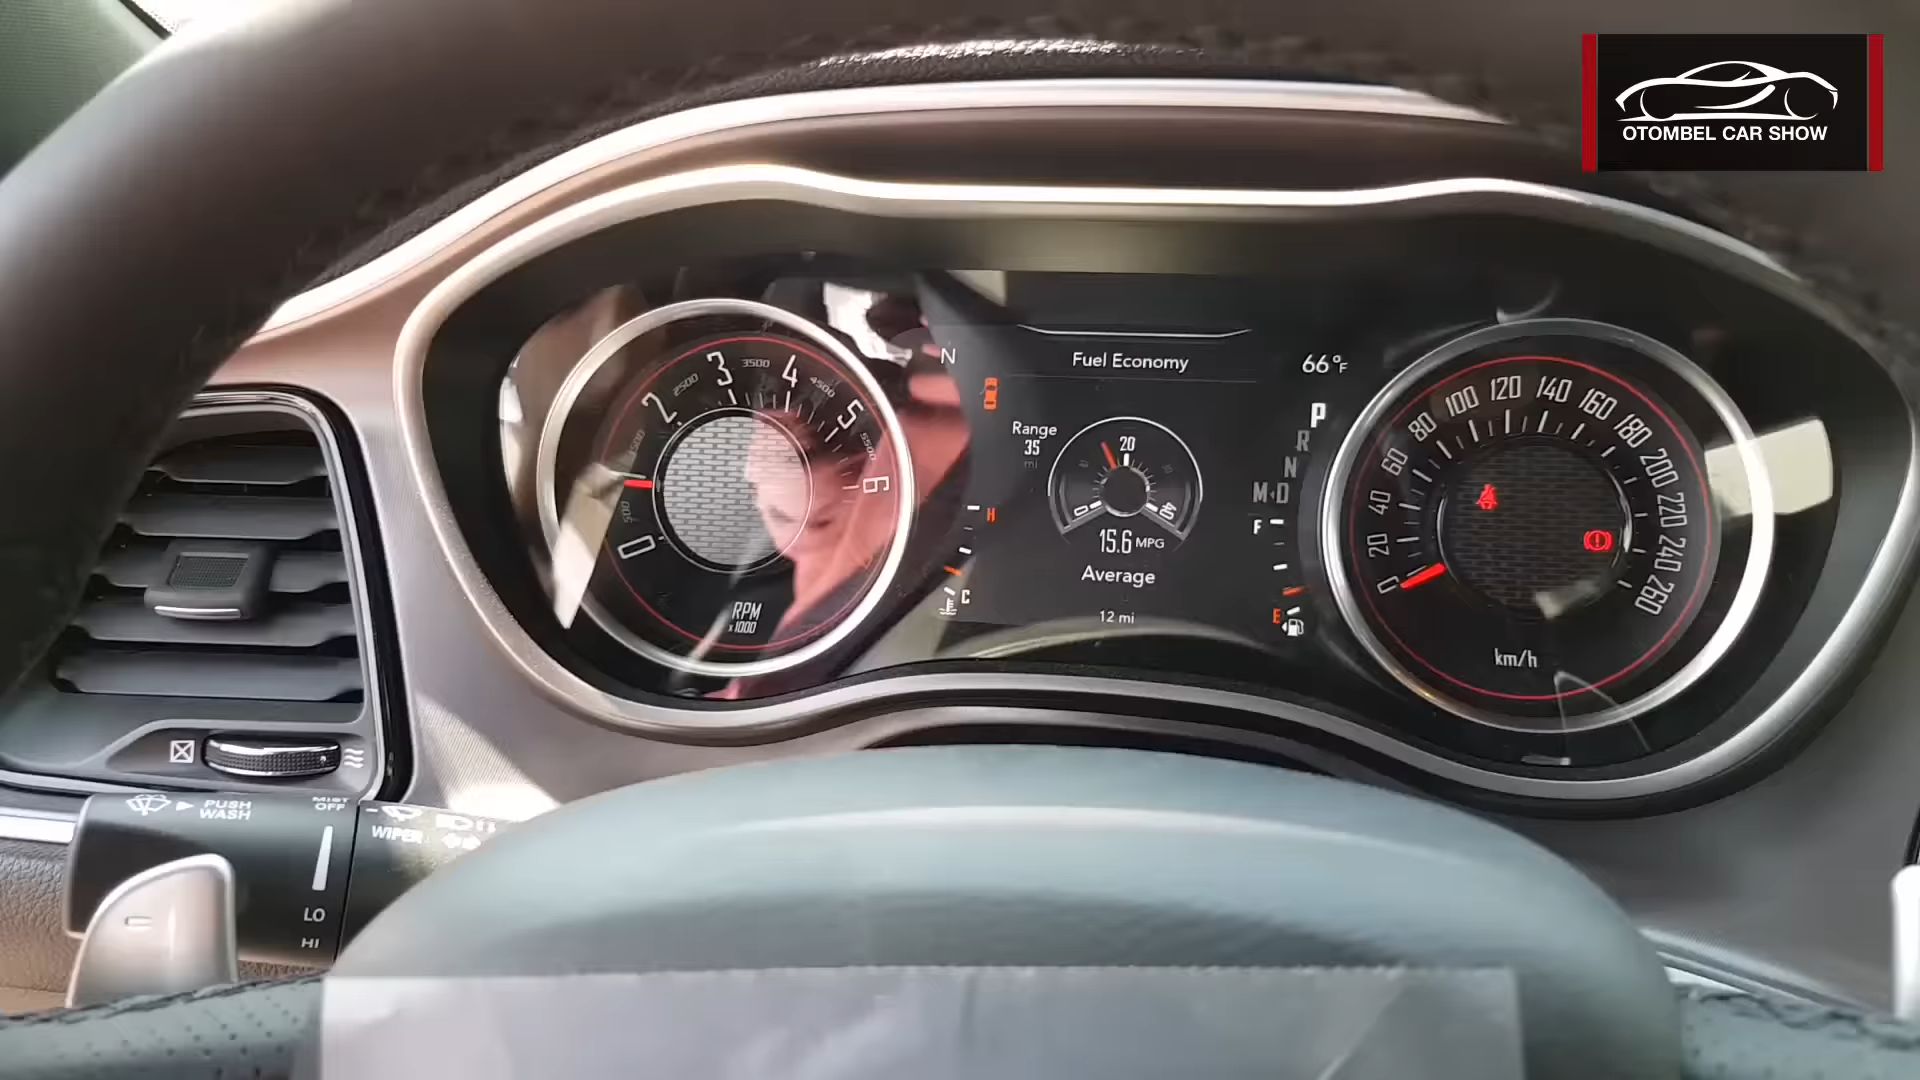 OTOMBEL CAR SHOW
N
Fuel Economy
66°F
Range
35
mi
20
0
40
15.6 MPG
Average
12 mi
H
C
P
R
N
M D
F
E
0
500
1500
2
2500
3
3500
4
4500
5
5500
6
RPM
x1000
0
20
40
60
80
100
120
140
160
180
200
220
240
260
km/h
PUSH
WASH
MIST
OFF
WIPER
LO
HI